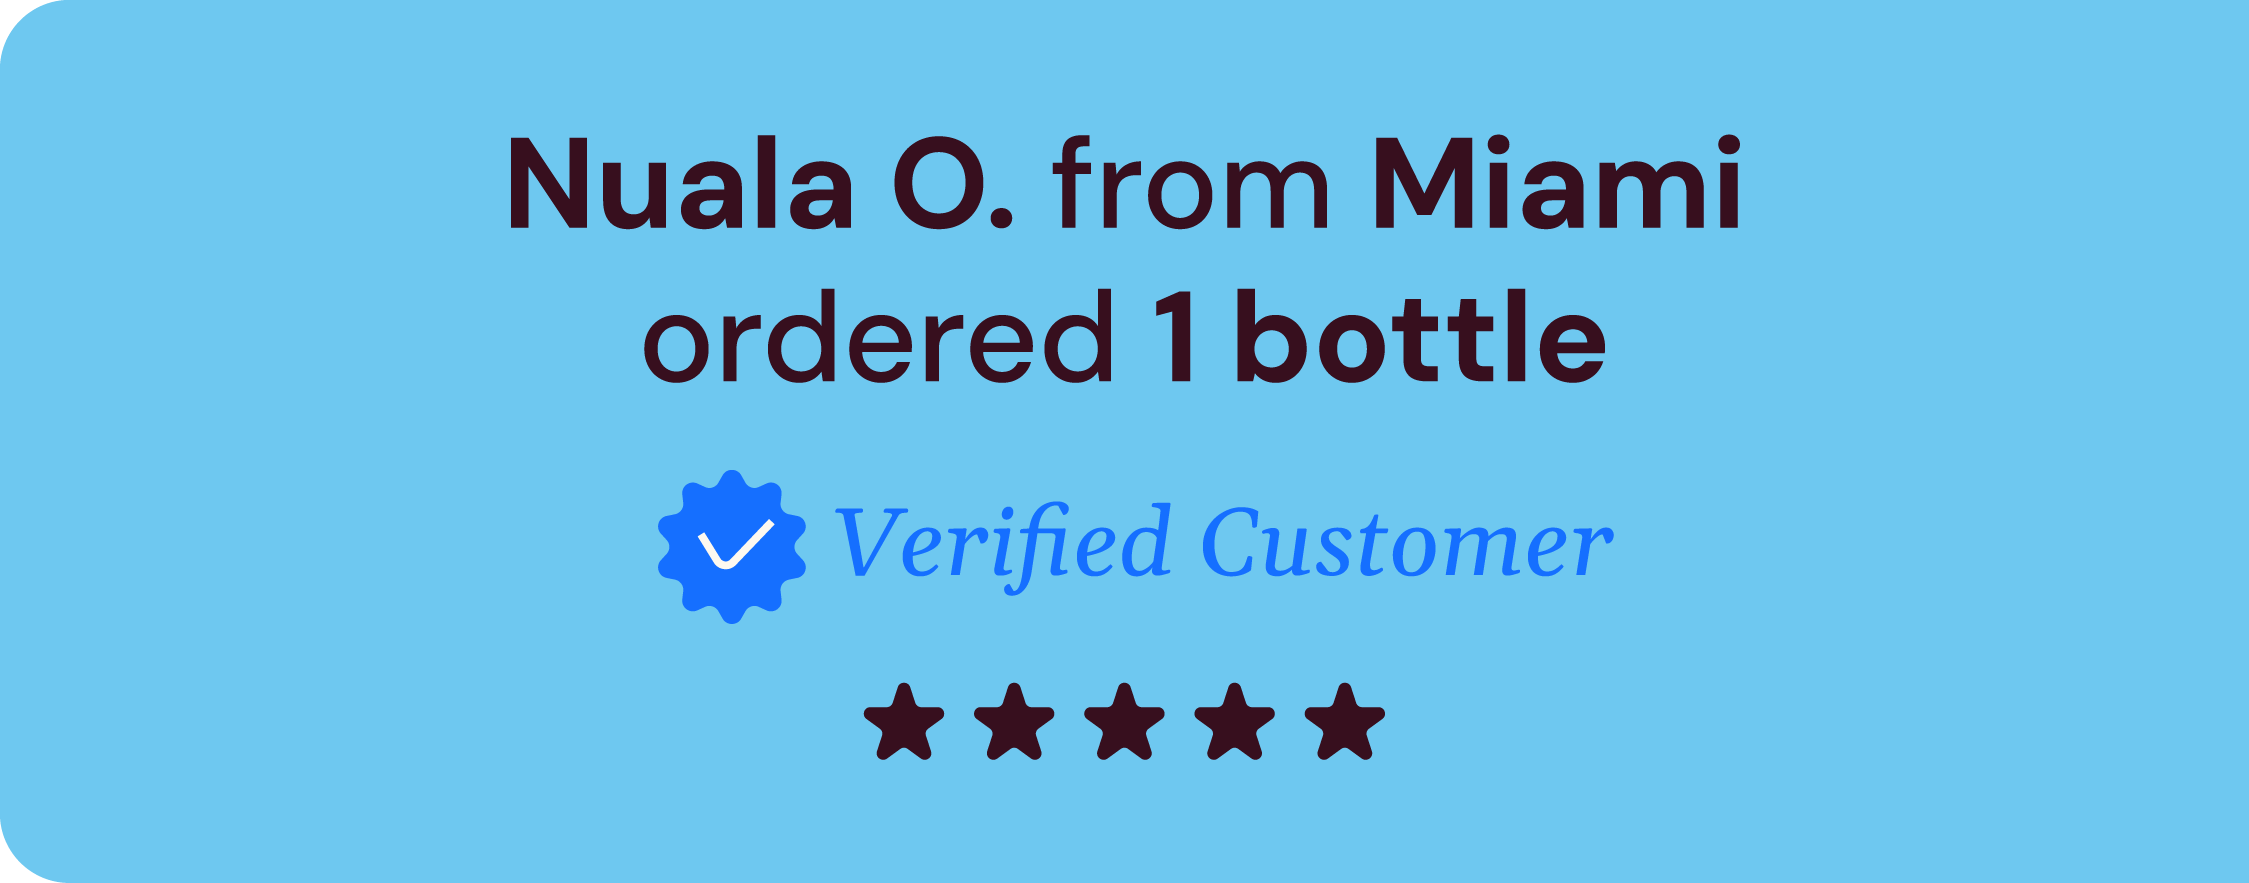 Nuala O. from Miami
ordered 1 bottle
Verified Customer